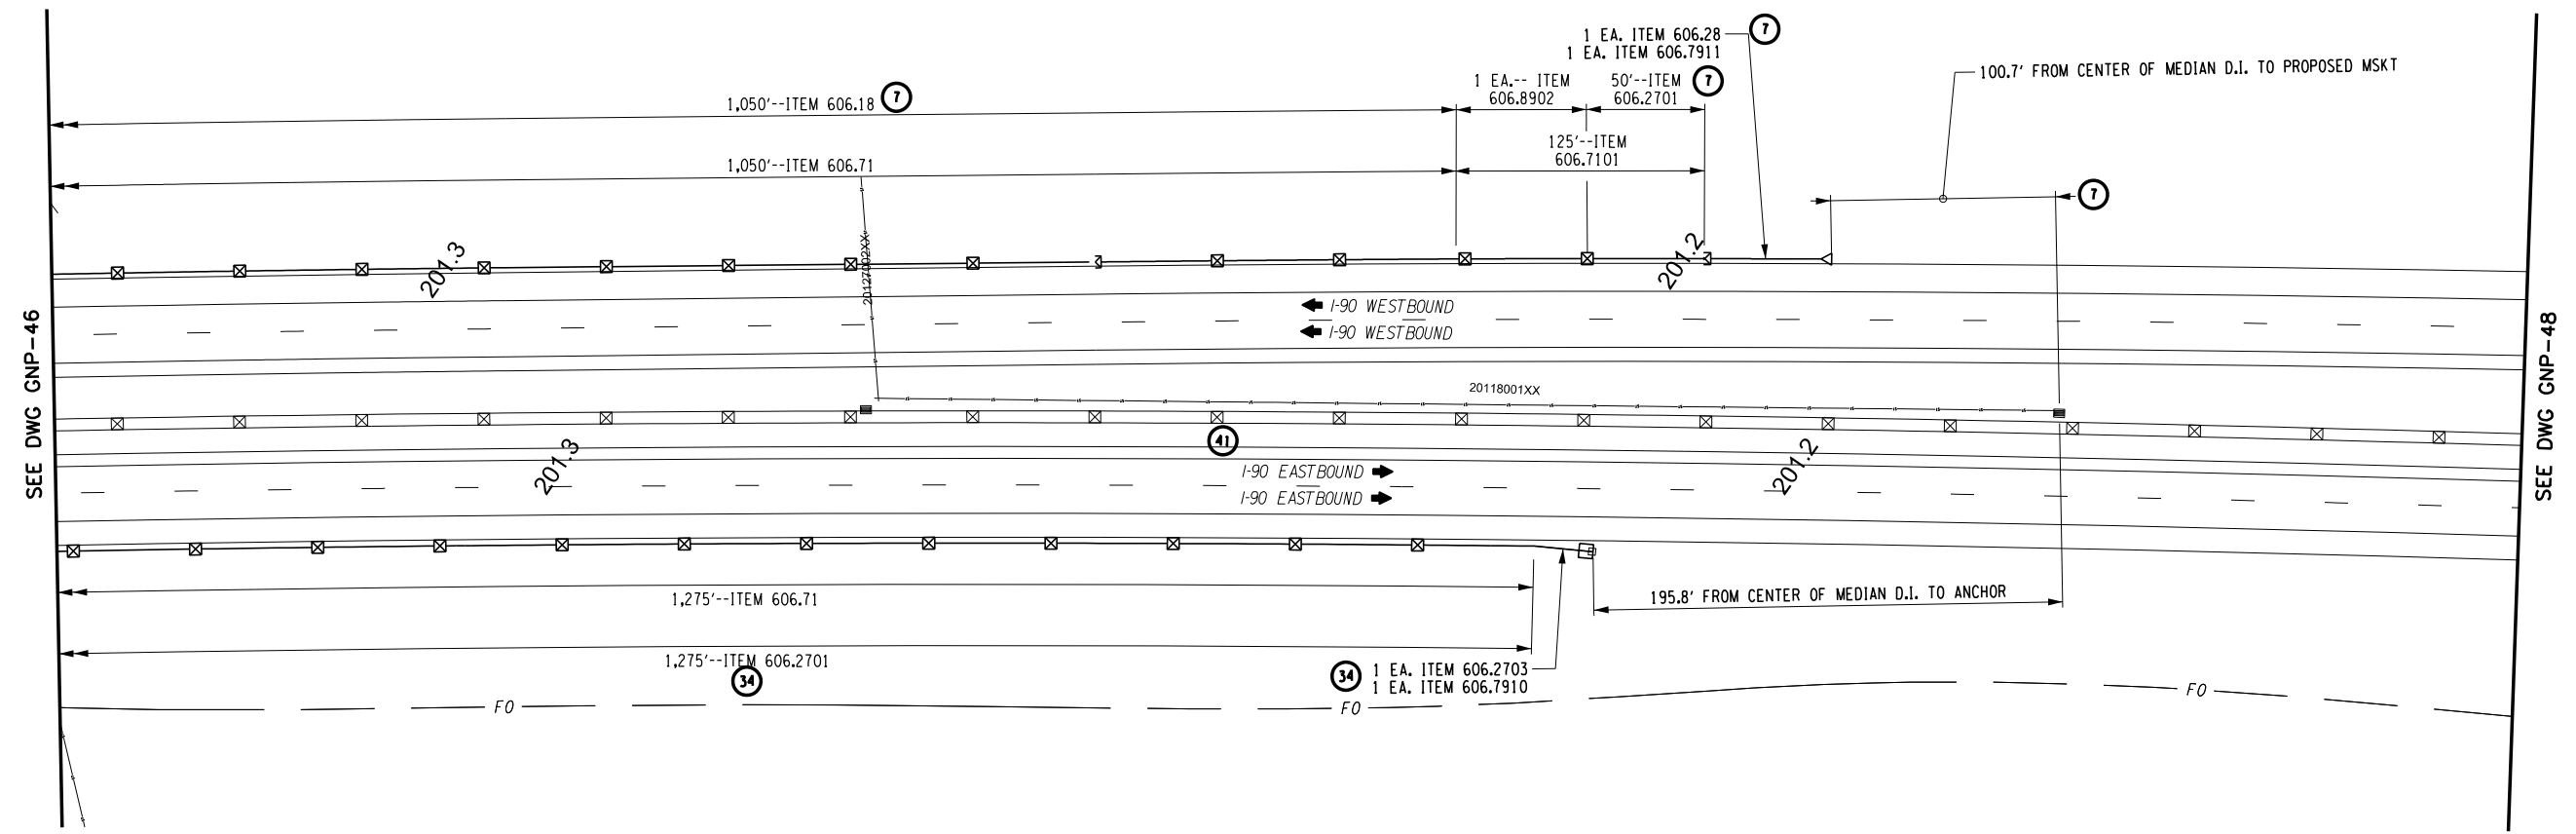 1 EA. ITEM 606.28
7
1 EA. ITEM 606.7911
100.7' FROM CENTER OF MEDIAN D.I. TO PROPOSED MSKT
1 EA.-- ITEM
606.8902
50'--ITEM
606.2701
7
1,050'--ITEM 606.18
7
125'--ITEM
606.7101
1,050'--ITEM 606.71
7
201.3
20127002XX
201.2
I-90 WESTBOUND
I-90 WESTBOUND
SEE DWG GNP-46
SEE DWG GNP-48
20118001XX
41
201.3
201.2
I-90 EASTBOUND
I-90 EASTBOUND
1,275'--ITEM 606.71
195.8' FROM CENTER OF MEDIAN D.I. TO ANCHOR
1,275'--ITEM 606.2701
34
34
1 EA. ITEM 606.2703
1 EA. ITEM 606.7910
FO
FO
FO